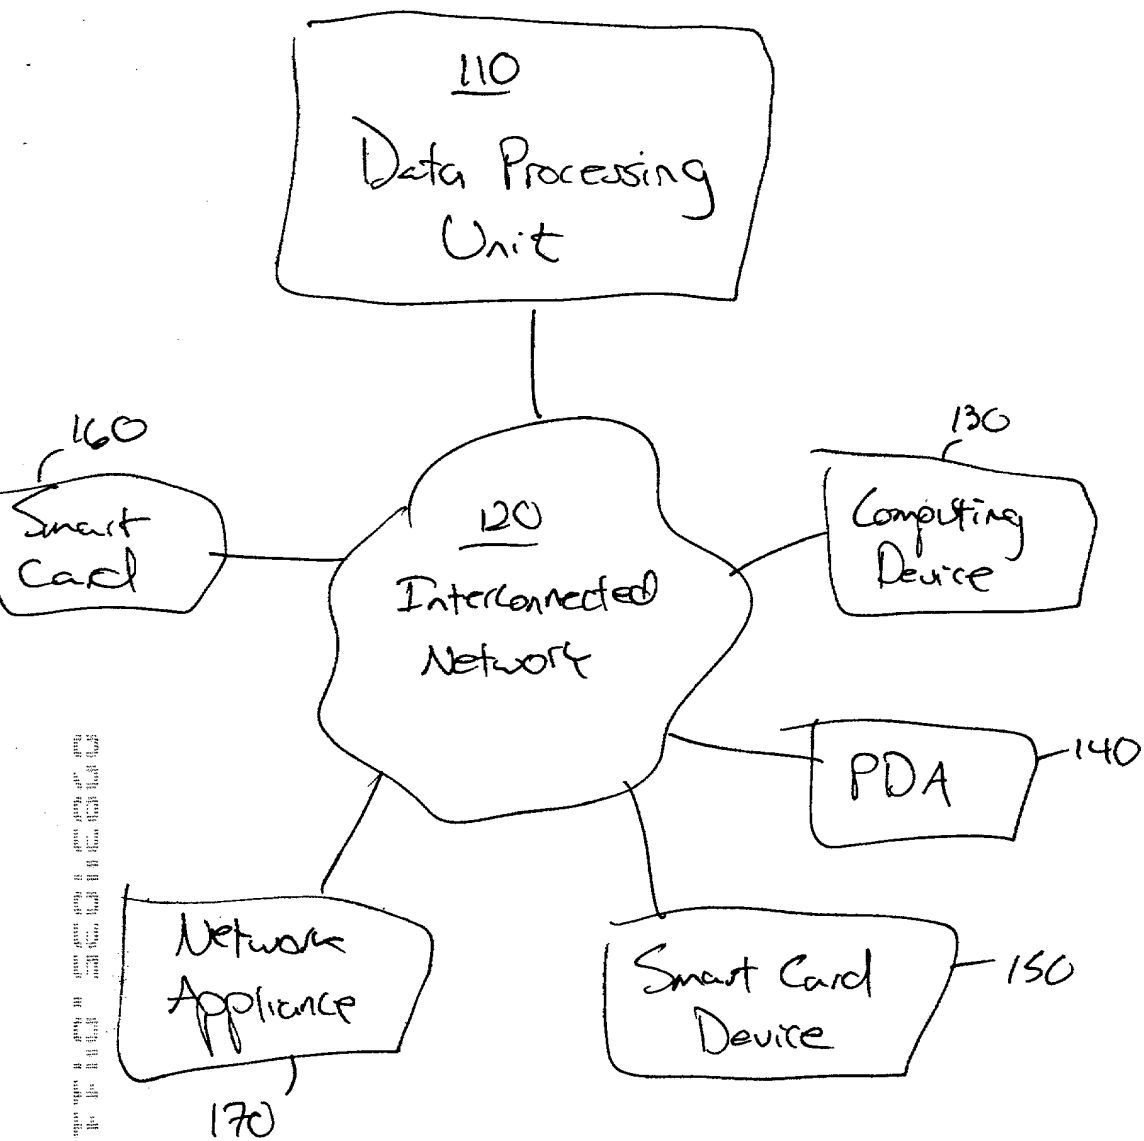 110
Data Processing
Unit
160
Smart
Card
120
Interconnected
Network
130
Computing
Device
PDA
140
Network
Appliance
170
Smart Card
Device
150